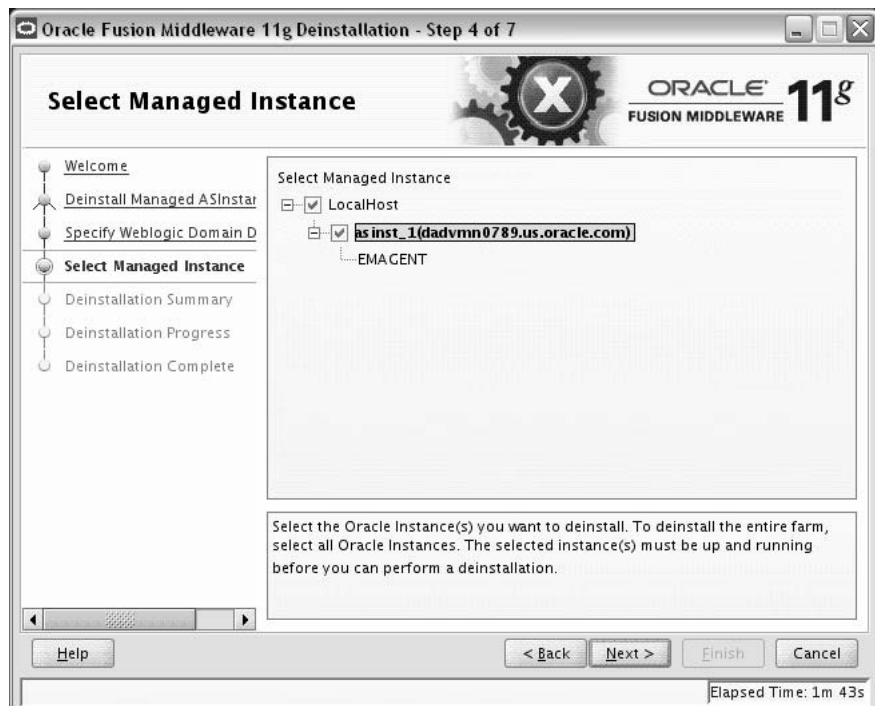 Oracle Fusion Middleware 11g Deinstallation - Step 4 of 7
Select Managed Instance
ORACLE
FUSION MIDDLEWARE
11g
Welcome
Deinstall Managed ASInstar
Specify Weblogic Domain D
Select Managed Instance
Deinstallation Summary
Deinstallation Progress
Deinstallation Complete
Select Managed Instance
LocalHost
asinst_1(dadvmn0789.us.oracle.com)
EMAGENT
Select the Oracle Instance(s) you want to deinstall. To deinstall the entire farm,
select all Oracle Instances. The selected instance(s) must be up and running
before you can perform a deinstallation.
Help
< Back
Next >
Finish
Cancel
Elapsed Time: 1m 43s